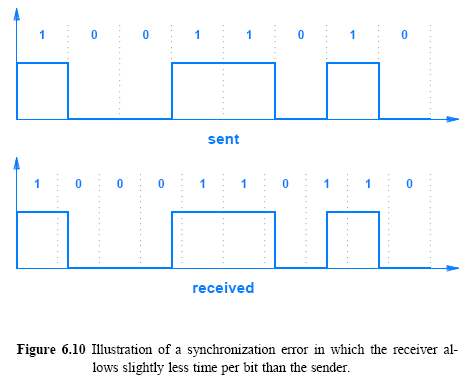 1 0 0 1 1 0 1 0
sent
1 0 0 0 1 1 0 1 1 0
received
Figure 6.10 Illustration of a synchronization error in which the receiver al-
lows slightly less time per bit than the sender.